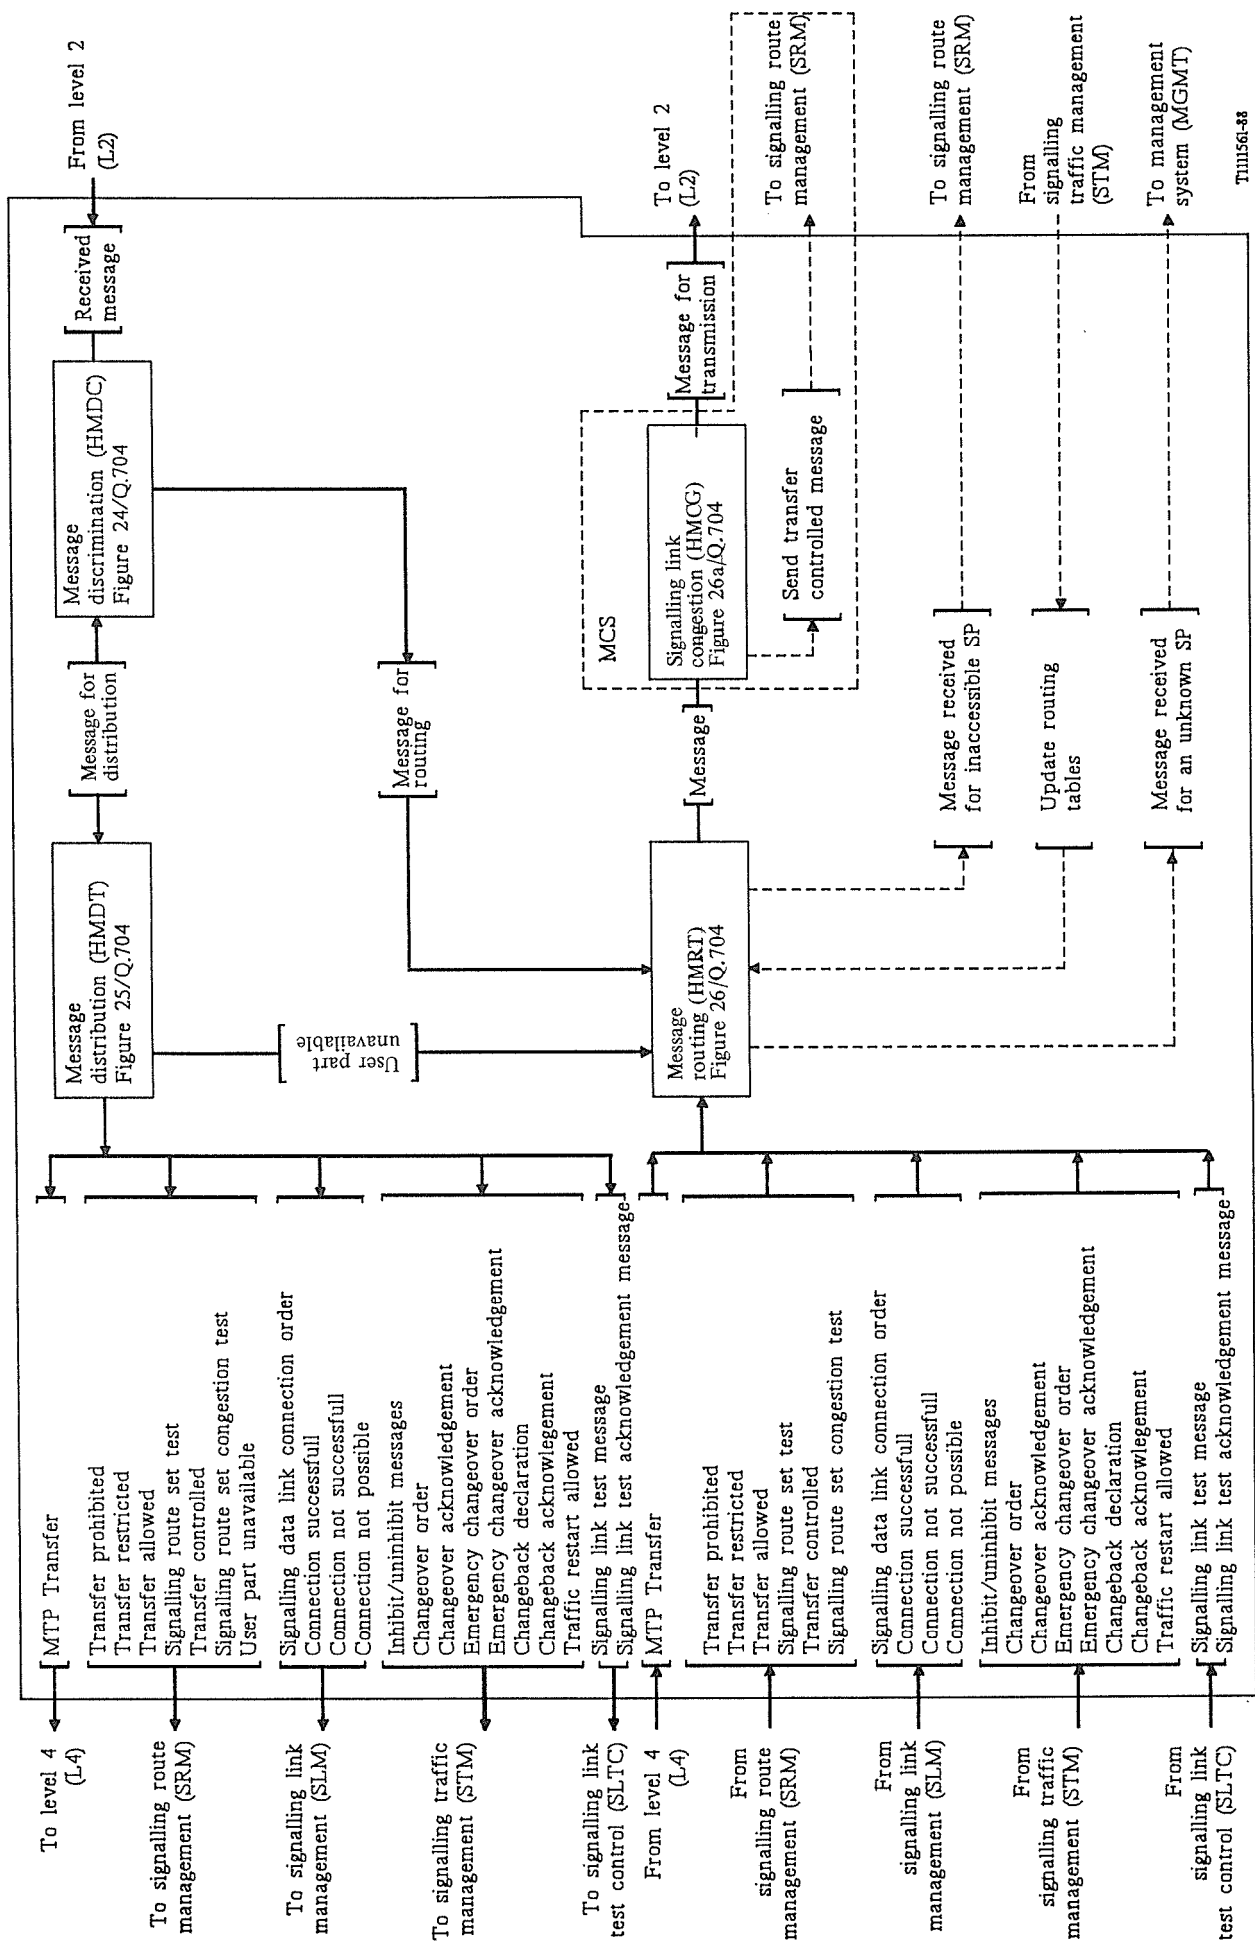 To level 4
(L4)
MTP Transfer
To signalling route
management (SRM)
Transfer prohibited
Transfer restricted
Transfer allowed
Signalling route set test
Transfer controlled
Signalling route set congestion test
User part unavailable
To signalling link
management (SLM)
Signalling data link connection order
Connection successfull
Connection not successfull
Connection not possible
To signalling traffic
management (STM)
Inhibit/uninhibit messages
Changeover order
Changeover acknowledgement
Emergency changeover order
Emergency changeover acknowledgement
Changeback declaration
Changeback acknowlegement
Traffic restart allowed
To signalling link
test control (SLTC)
Signalling link test message
Signalling link test acknowledgement message
From level 4
(L4)
MTP Transfer
From
signalling route
management (SRM)
Transfer prohibited
Transfer restricted
Transfer allowed
Signalling route set test
Transfer controlled
Signalling route set congestion test
From
signalling link
management (SLM)
Signalling data link connection order
Connection successfull
Connection not successfull
Connection not possible
From
signalling traffic
management (STM)
Inhibit/uninhibit messages
Changeover order
Changeover acknowledgement
Emergency changeover order
Emergency changeover acknowledgement
Changeback declaration
Changeback acknowlegement
Traffic restart allowed
From
signalling link
test control (SLTC)
Signalling link test message
Signalling link test acknowledgement message
Message
distribution (HMDT)
Figure 25/Q.704
Message for
distribution
Message
discrimination (HMDC)
Figure 24/Q.704
Received
message
From level 2
(L2)
User part
unavailable
Message for
routing
Message
routing (HMRT)
Figure 26/Q.704
Message
MCS
Signalling link
congestion (HMCG)
Figure 26a/Q.704
Message for
transmission
To level 2
(L2)
Send transfer
controlled message
To signalling route
management (SRM)
Message received
for inaccessible SP
To signalling route
management (SRM)
Update routing
tables
From
signalling
traffic management
(STM)
Message received
for an unknown SP
To management
system (MGMT)
T1111561-88